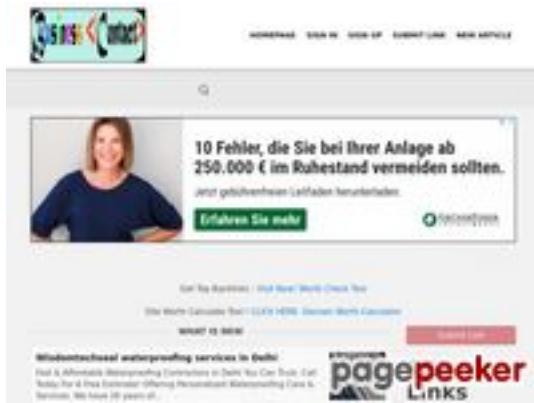 Business Contact
HOMEPAGE SIGN IN SIGN UP SUBMIT LINK NEW ARTICLE
10 Fehler, die Sie bei Ihrer Anlage ab
250.000 € im Ruhestand vermeiden sollten.
Jetzt gebührenfreien Leitfaden herunterladen.
Erfahren Sie mehr
Get Top Backlinks - Visit Now! Worth Check Tool
Site Worth Calculator Tool ! CLICK HERE. Domain Worth Calculator
WHAT IS NEW
Submit Link
Wisdomtechseal waterproofing services in Delhi
Fast & Affordable Waterproofing Contractors in Delhi You Can Trust. Call
Today For A Free Estimate! Offering Personalized Waterproofing Care &
Services. We have 20 years of...
pagepeeker
Links